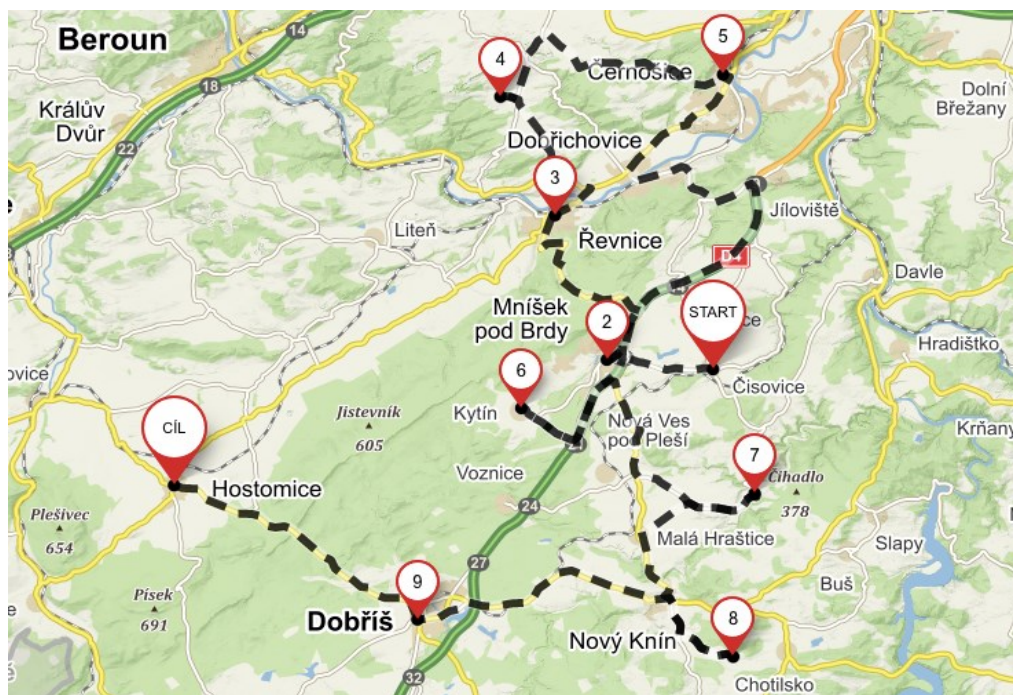 Beroun
14
18
Králův
Dvůr
22
4
5
Černošice
Dolní
Břežany
Dobřichovice
3
Řevnice
Liteň
Jíloviště
D4
14
Davle
Mníšek
pod Brdy
2
START
Hradištko
Čisovice
6
Kytín
Jistevník
605
Nová Ves
pod Pleší
21
Krňany
CÍL
Hostomice
Voznice
7
Čihadlo
378
24
Plešivec
654
Malá Hraštice
Slapy
27
Buš
Písek
691
9
Dobříš
8
Nový Knín
32
Chotilsko